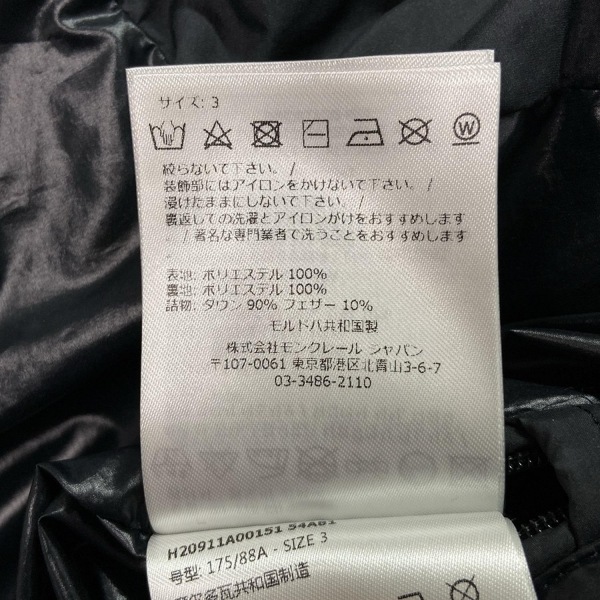 サイズ: 3
W
絞らないで下さい。/
装飾部にはアイロンをかけないで下さい。/
浸けたままにしないで下さい。/
裏返しての洗濯とアイロンがけをおすすめします
. / 著名な専門業者で洗うことをおすすめします
.
表地: ポリエステル 100%
裏地: ポリエステル 100%
詰物: ダウン 90% フェザー 10%
モルドバ共和国製
株式会社モンクレール ジャパン
〒107-0061 東京都港区北青山3-6-7
03-3486-2110
H20911A00151 54A81
号型: 175/88A - SIZE 3
摩尔多瓦共和国制造